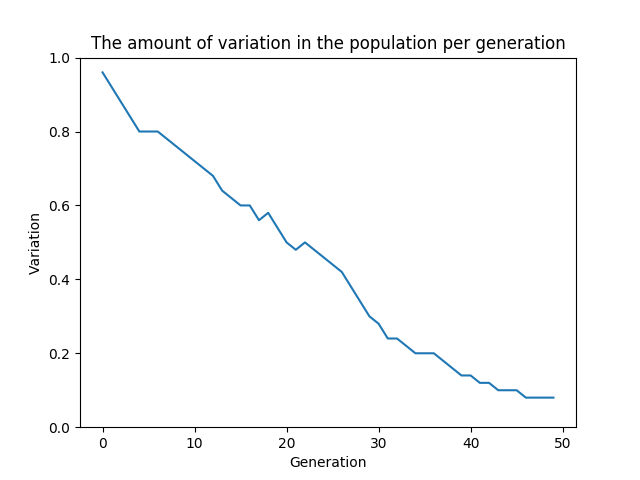 The amount of variation in the population per generation
1.0
0.8
0.6
0.4
0.2
0.0
Variation
0 10 20 30 40 50
Generation